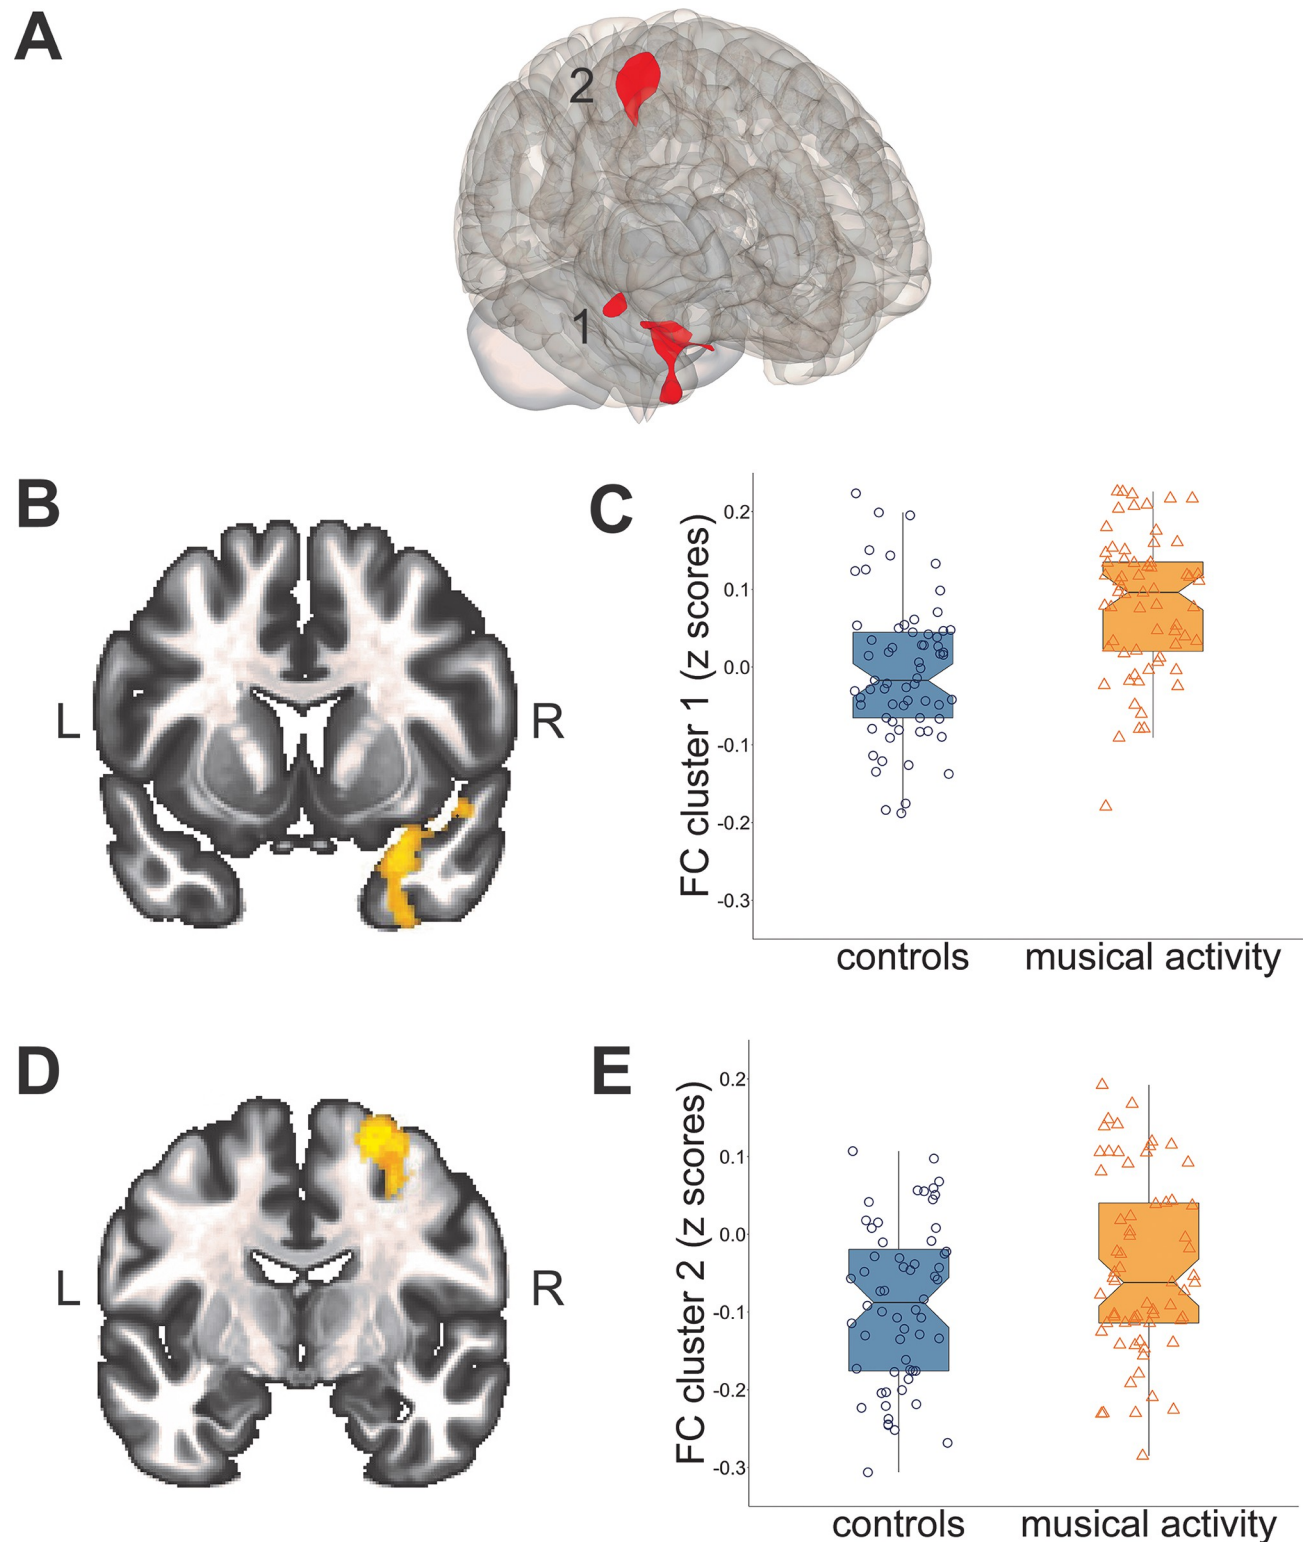 A
2
1
B
L
R
C
FC cluster 1 (z scores)
0.2
0.1
0.0
-0.1
-0.2
-0.3
controls
musical activity
D
L
R
E
FC cluster 2 (z scores)
0.2
0.1
0.0
-0.1
-0.2
-0.3
controls
musical activity